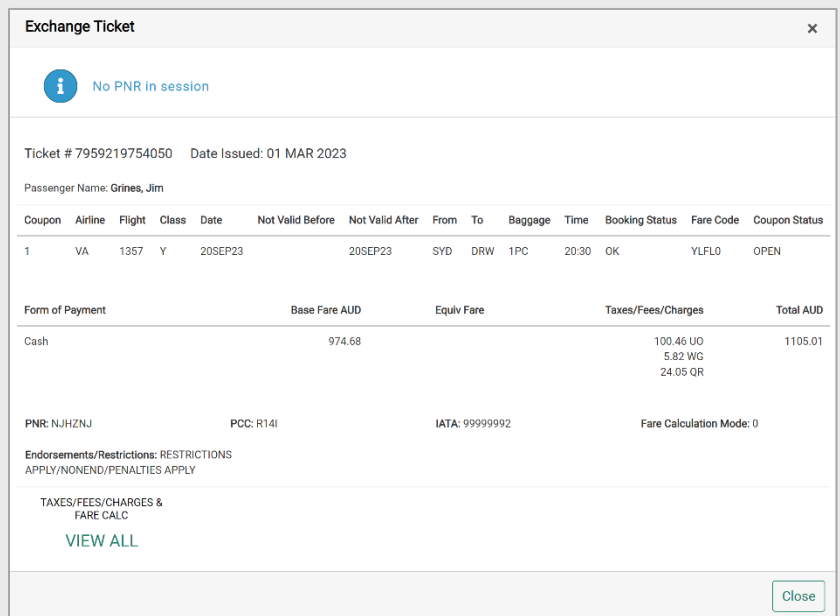 Exchange Ticket ×
i No PNR in session
Ticket # 7959219754050 Date Issued: 01 MAR 2023
Passenger Name: Grines, Jim
Coupon Airline Flight Class Date Not Valid Before Not Valid After From To Baggage Time Booking Status Fare Code Coupon Status
1 VA 1357 Y 20SEP23 20SEP23 SYD DRW 1PC 20:30 OK YLFL0 OPEN
Form of Payment Base Fare AUD Equiv Fare Taxes/Fees/Charges Total AUD
Cash 974.68 100.46 UO 1105.01
5.82 WG
24.05 QR
PNR: NJHZNJ PCC: R14I IATA: 99999992 Fare Calculation Mode: 0
Endorsements/Restrictions: RESTRICTIONS
APPLY/NONEND/PENALTIES APPLY
TAXES/FEES/CHARGES &
FARE CALC
VIEW ALL
Close